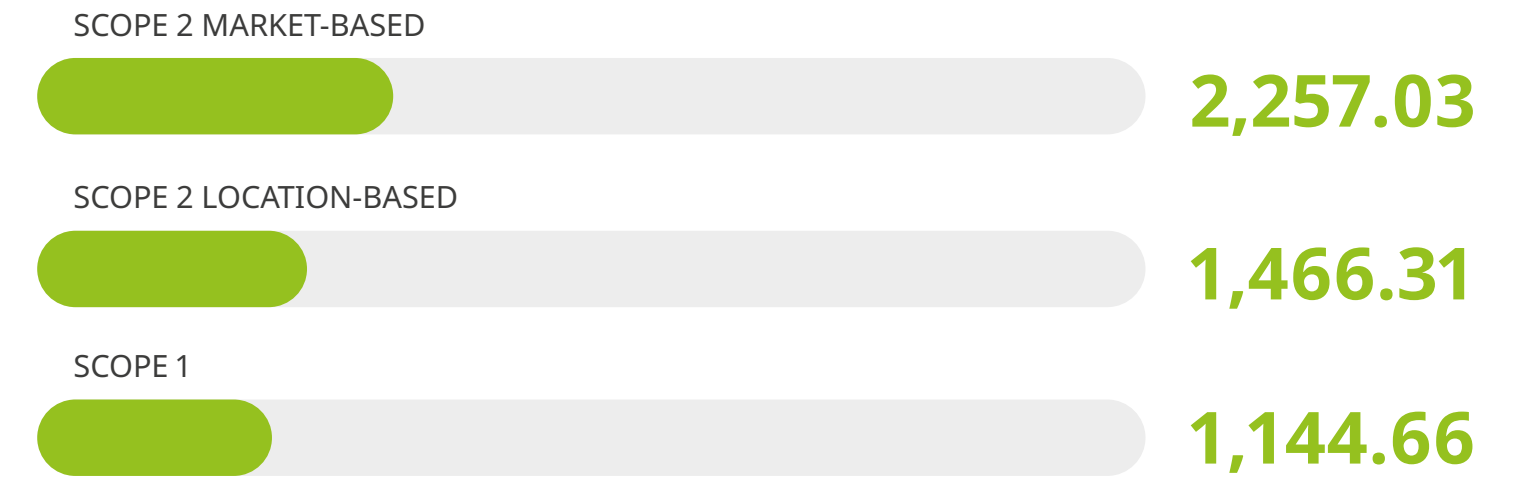 SCOPE 2 MARKET-BASED
2,257.03
SCOPE 2 LOCATION-BASED
1,466.31
SCOPE 1
1,144.66